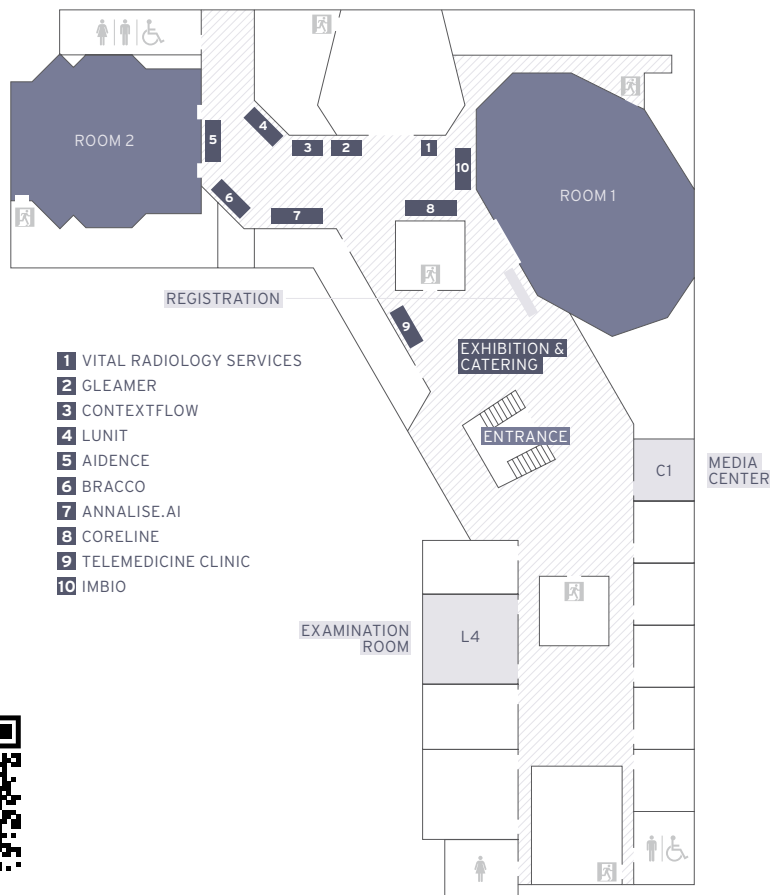 ROOM 2
5
4
3
2
1
10
ROOM 1
6
7
8
REGISTRATION
9
EXHIBITION &
CATERING
1 VITAL RADIOLOGY SERVICES
2 GLEAMER
3 CONTEXTFLOW
4 LUNIT
5 AIDENCE
6 BRACCO
7 ANNALISE.AI
8 CORELINE
9 TELEMEDICINE CLINIC
10 IMBIO
ENTRANCE
C1
MEDIA
CENTER
EXAMINATION
ROOM
L4